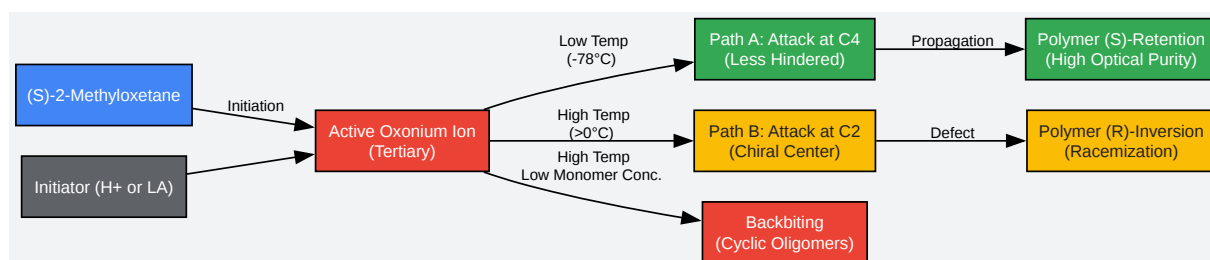 (S)-2-Methyloxetane
Initiator (H+ or LA)
Initiation
Active Oxonium Ion
(Tertiary)
Low Temp
(-78°C)
High Temp
(>0°C)
High Temp
Low Monomer Conc.
Path A: Attack at C4
(Less Hindered)
Path B: Attack at C2
(Chiral Center)
Backbiting
(Cyclic Oligomers)
Propagation
Defect
Polymer (S)-Retention
(High Optical Purity)
Polymer (R)-Inversion
(Racemization)